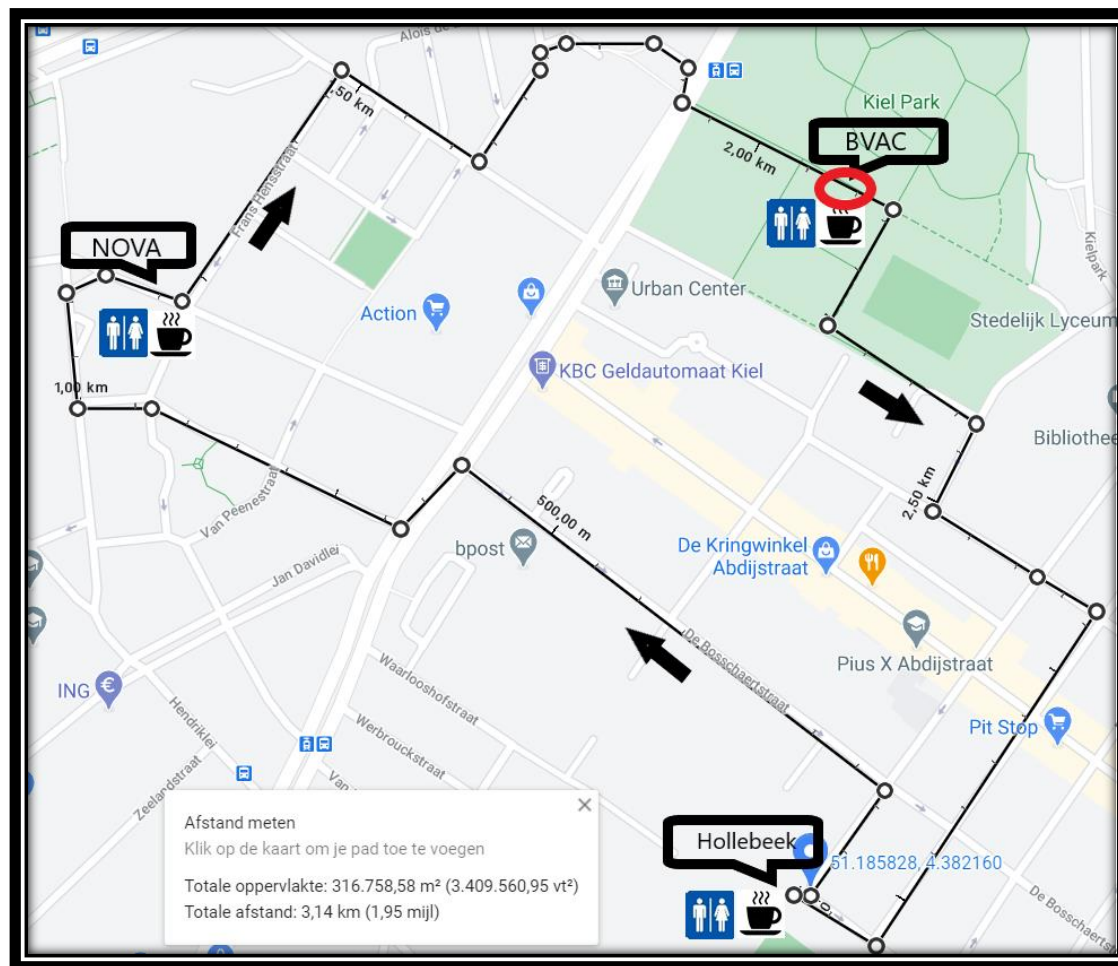 Alois de
,50 km
Kiel Park
BVAC
2,00 km
Frans Hensstraat
Kielpark
NOVA
Urban Center
Action
Stedelijk Lyceum
KBC Geldautomaat Kiel
1,00 km
Bibliothee
Van Peenestraat
2,50 km
500,00 m
bpost
De Kringwinkel
Abdijstraat
Jan Davidlei
De Bosschaertstraat
Pius X Abdijstraat
Waarlooshofstraat
ING
Hendriklei
Pit Stop
Werbrouckstraat
Zeelandstraat
Van
Afstand meten
Klik op de kaart om je pad toe te voegen
Totale oppervlakte: 316.758,58 m² (3.409.560,95 vt²)
Totale afstand: 3,14 km (1,95 mijl)
Hollebeek
51.185828, 4.382160
De Bosschaertstr